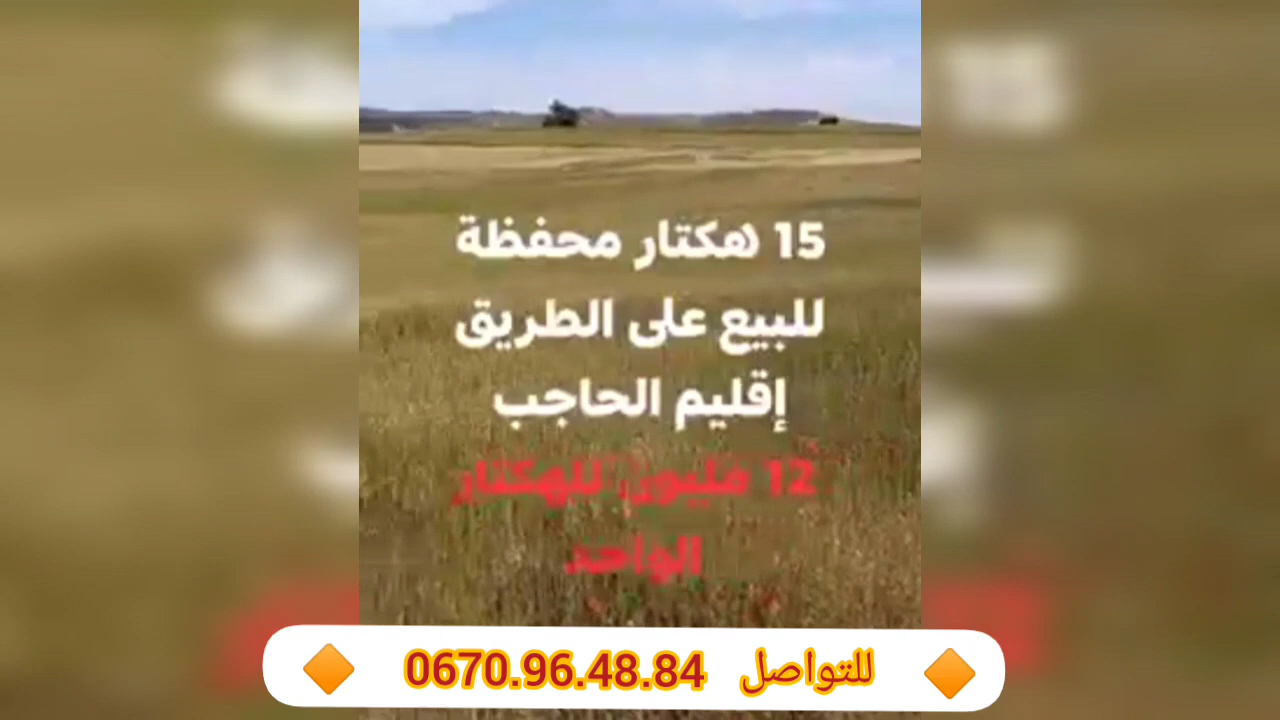 15 هكتار محفظة
للبيع على الطريق
إقليم الحاجب
12 مليون للهكتار
الواحد
للتواصل 0670.96.48.84